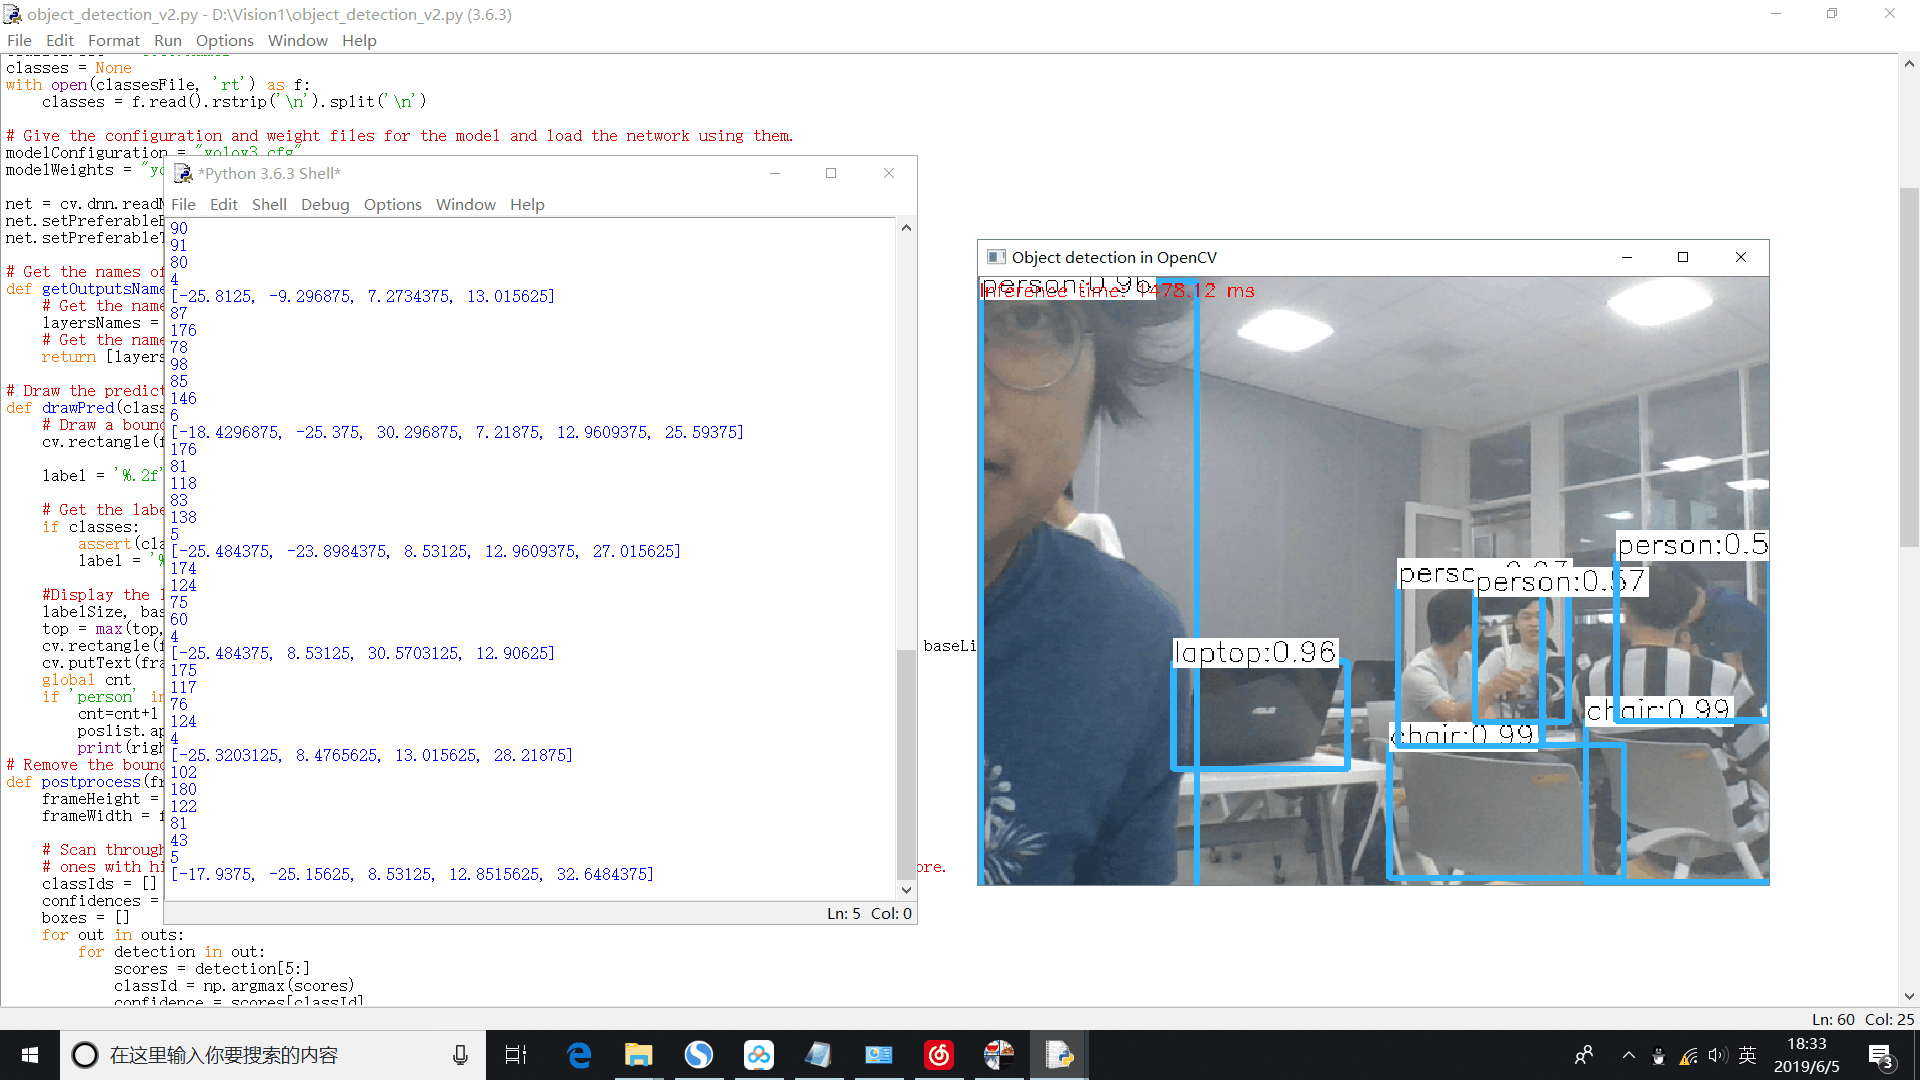 object_detection_v2.py - D:\Vision1\object_detection_v2.py (3.6.3)
File Edit Format Run Options Window Help
classes = None
with open(classesFile, 'rt') as f:
classes = f.read().rstrip('\n').split('\n')
# Give the configuration and weight files for the model and load the network using them.
modelConfiguration = "yolov3.cfg"
modelWeights = "yo
net = cv.dnn.readN
net.setPreferableB
net.setPreferableT
# Get the names of
def getOutputsName
# Get the name
layersNames =
# Get the name
return [layers
# Draw the predict
def drawPred(class
# Draw a bound
cv.rectangle(f
label = '%.2f'
# Get the labe
if classes:
assert(cla
label = '%
#Display the l
labelSize, bas
top = max(top,
cv.rectangle(f
baseLi
cv.putText(fra
global cnt
if 'person' in
cnt=cnt+1
poslist.ap
print(righ
# Remove the bound
def postprocess(fr
frameHeight =
frameWidth = f
# Scan through
# ones with hi
ore.
classIds = []
confidences =
boxes = []
for out in outs:
for detection in out:
scores = detection[5:]
classId = np.argmax(scores)
confidence = scores[classId]
Ln: 60 Col: 25
*Python 3.6.3 Shell*
File Edit Shell Debug Options Window Help
90
91
80
4
[-25.8125, -9.296875, 7.2734375, 13.015625]
87
176
78
98
85
146
6
[-18.4296875, -25.375, 30.296875, 7.21875, 12.9609375, 25.59375]
176
81
118
83
138
5
[-25.484375, -23.8984375, 8.53125, 12.9609375, 27.015625]
174
124
75
60
4
[-25.484375, 8.53125, 30.5703125, 12.90625]
175
117
76
124
4
[-25.3203125, 8.4765625, 13.015625, 28.21875]
102
180
122
81
43
5
[-17.9375, -25.15625, 8.53125, 12.8515625, 32.6484375]
Ln: 5 Col: 0
Object detection in OpenCV
person:0.96
Inference time: 1478.12 ms
person:0.5
perso
person:0.57
laptop:0.96
chair:0.99
chair:0.99
在这里输入你要搜索的内容
英
18:33
2019/6/5
3